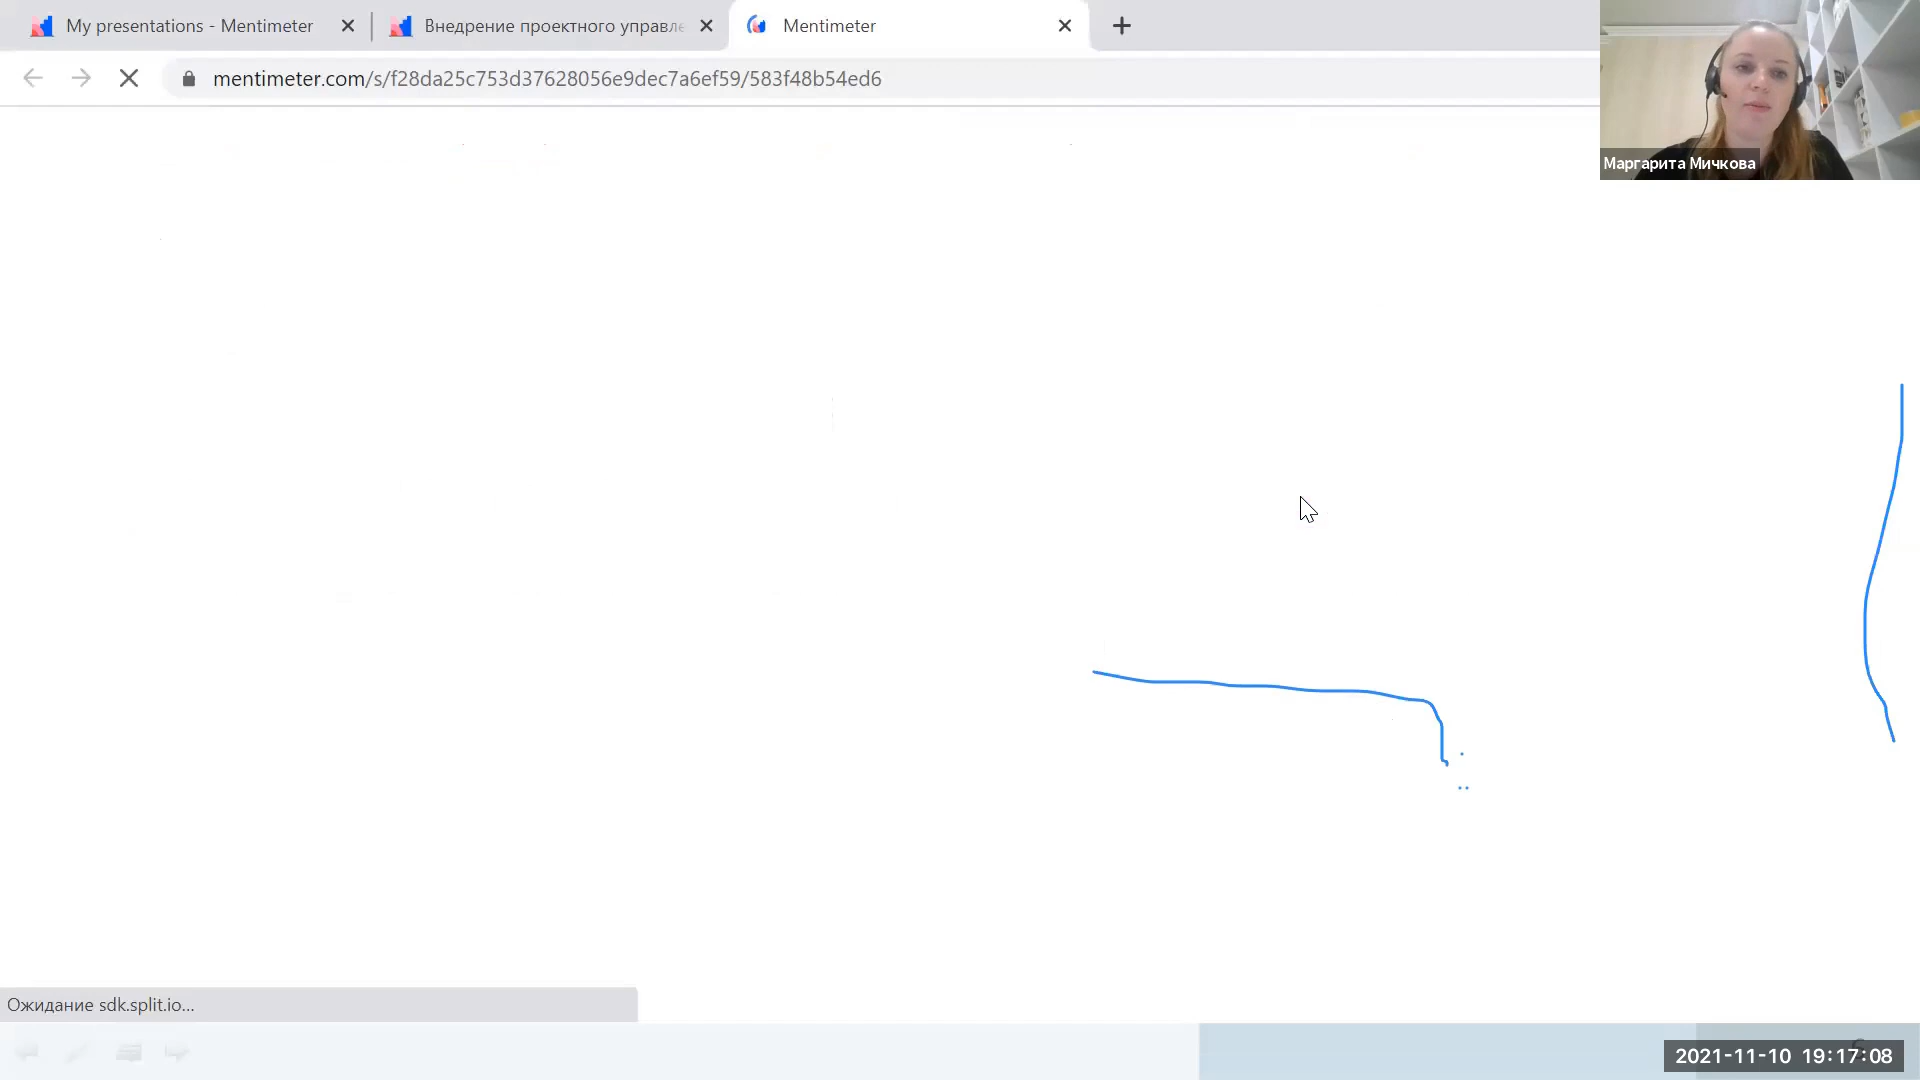 My presentations - Mentimeter
Внедрение проектного управле
Mentimeter
mentimeter.com/s/f28da25c753d37628056e9dec7a6ef59/583f48b54ed6
Маргарита Мичкова
Ожидание sdk.split.io...
2021-11-10 19:17:08